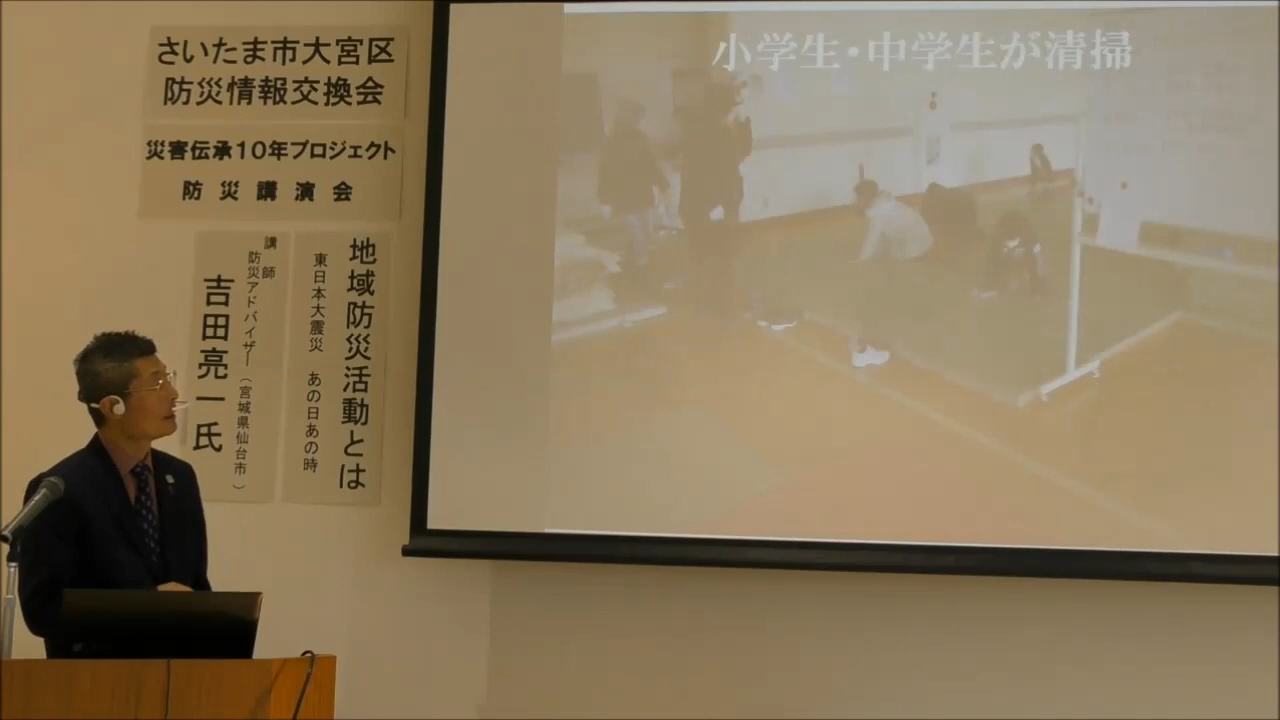 さいたま市大宮区
防災情報交換会
災害伝承10年プロジェクト
防災講演会
地域防災活動とは
東日本大震災 あの日あの時
講師
防災アドバイザー（宮城県仙台市）
吉田亮一氏
小学生・中学生が清掃